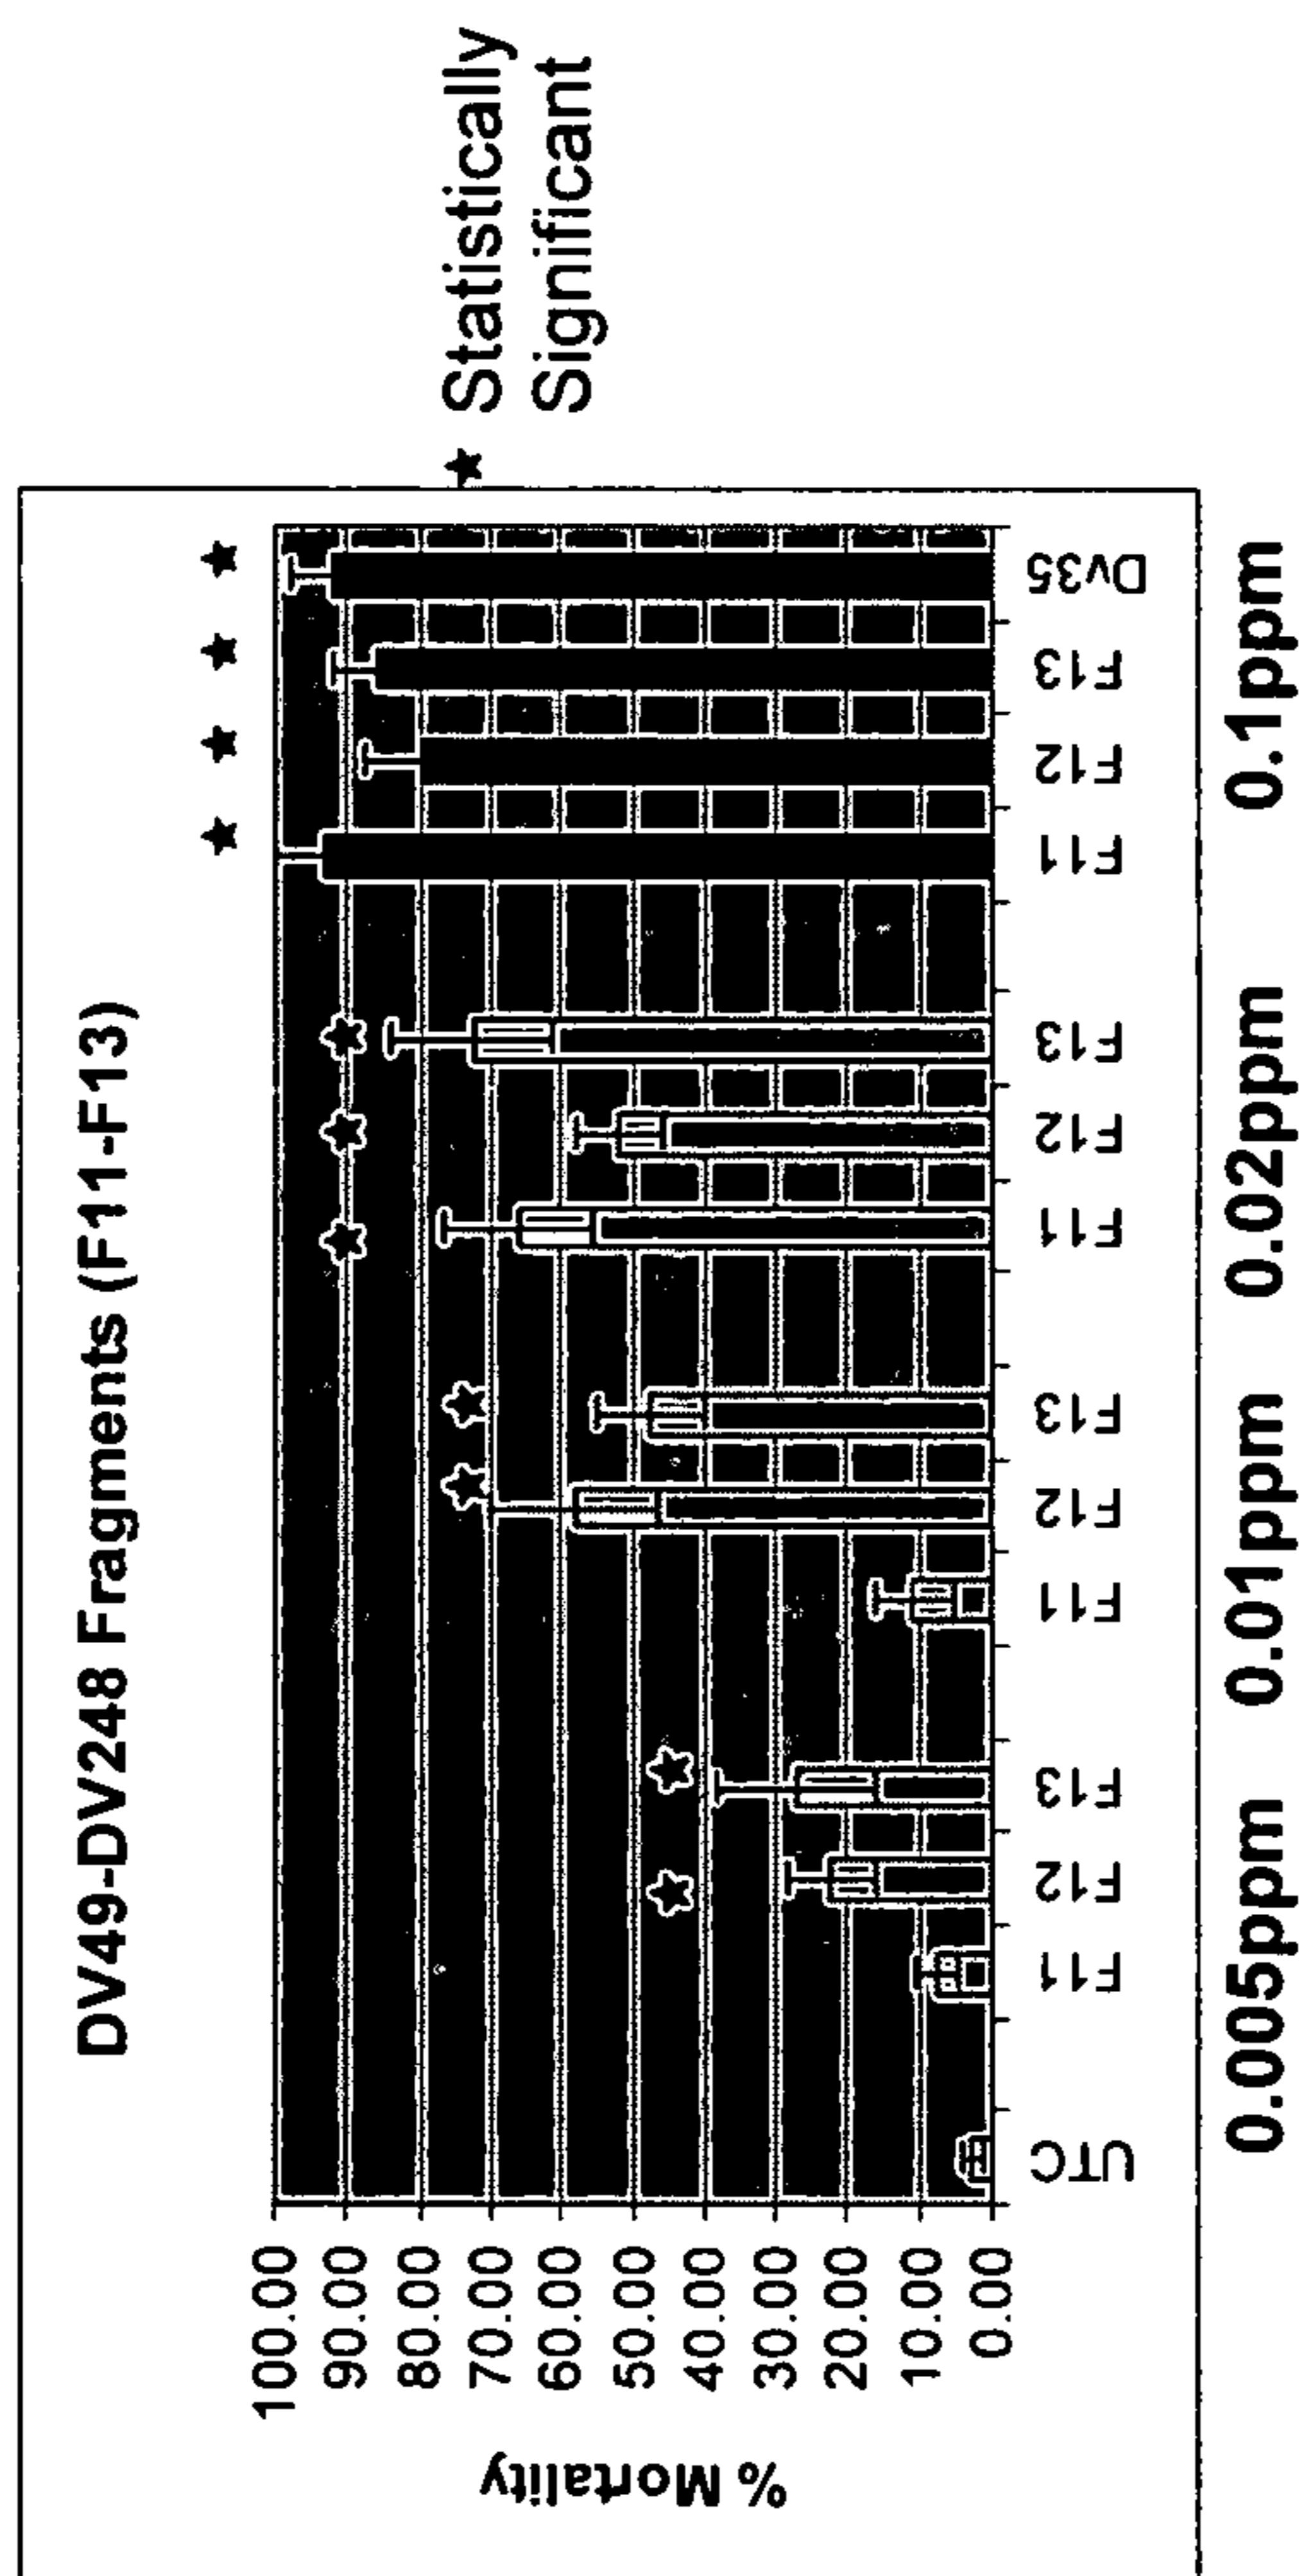 DV49-DV248 Fragments (F11-F13)
★ Statistically
Significant
% Mortality
100.00
90.00
80.00
70.00
60.00
50.00
40.00
30.00
20.00
10.00
0.00
UTC F11 F12 F13 F11 F12 F13 F11 F12 F13 F11 F12 F13 Dv35
0.005ppm 0.01ppm 0.02ppm 0.1ppm